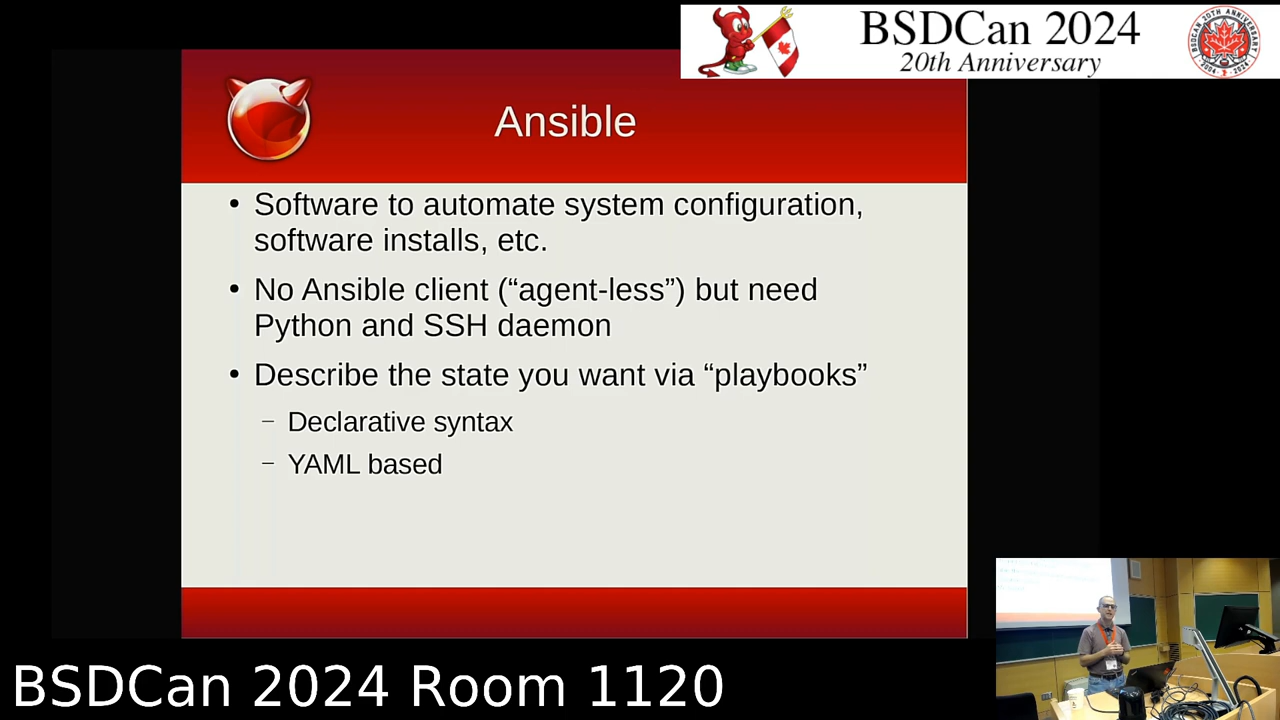 BSDCan 2024
20th Anniversary
Ansible
• Software to automate system configuration,
software installs, etc.
• No Ansible client (“agent-less”) but need
Python and SSH daemon
• Describe the state you want via “playbooks”
– Declarative syntax
– YAML based
BSDCan 2024 Room 1120